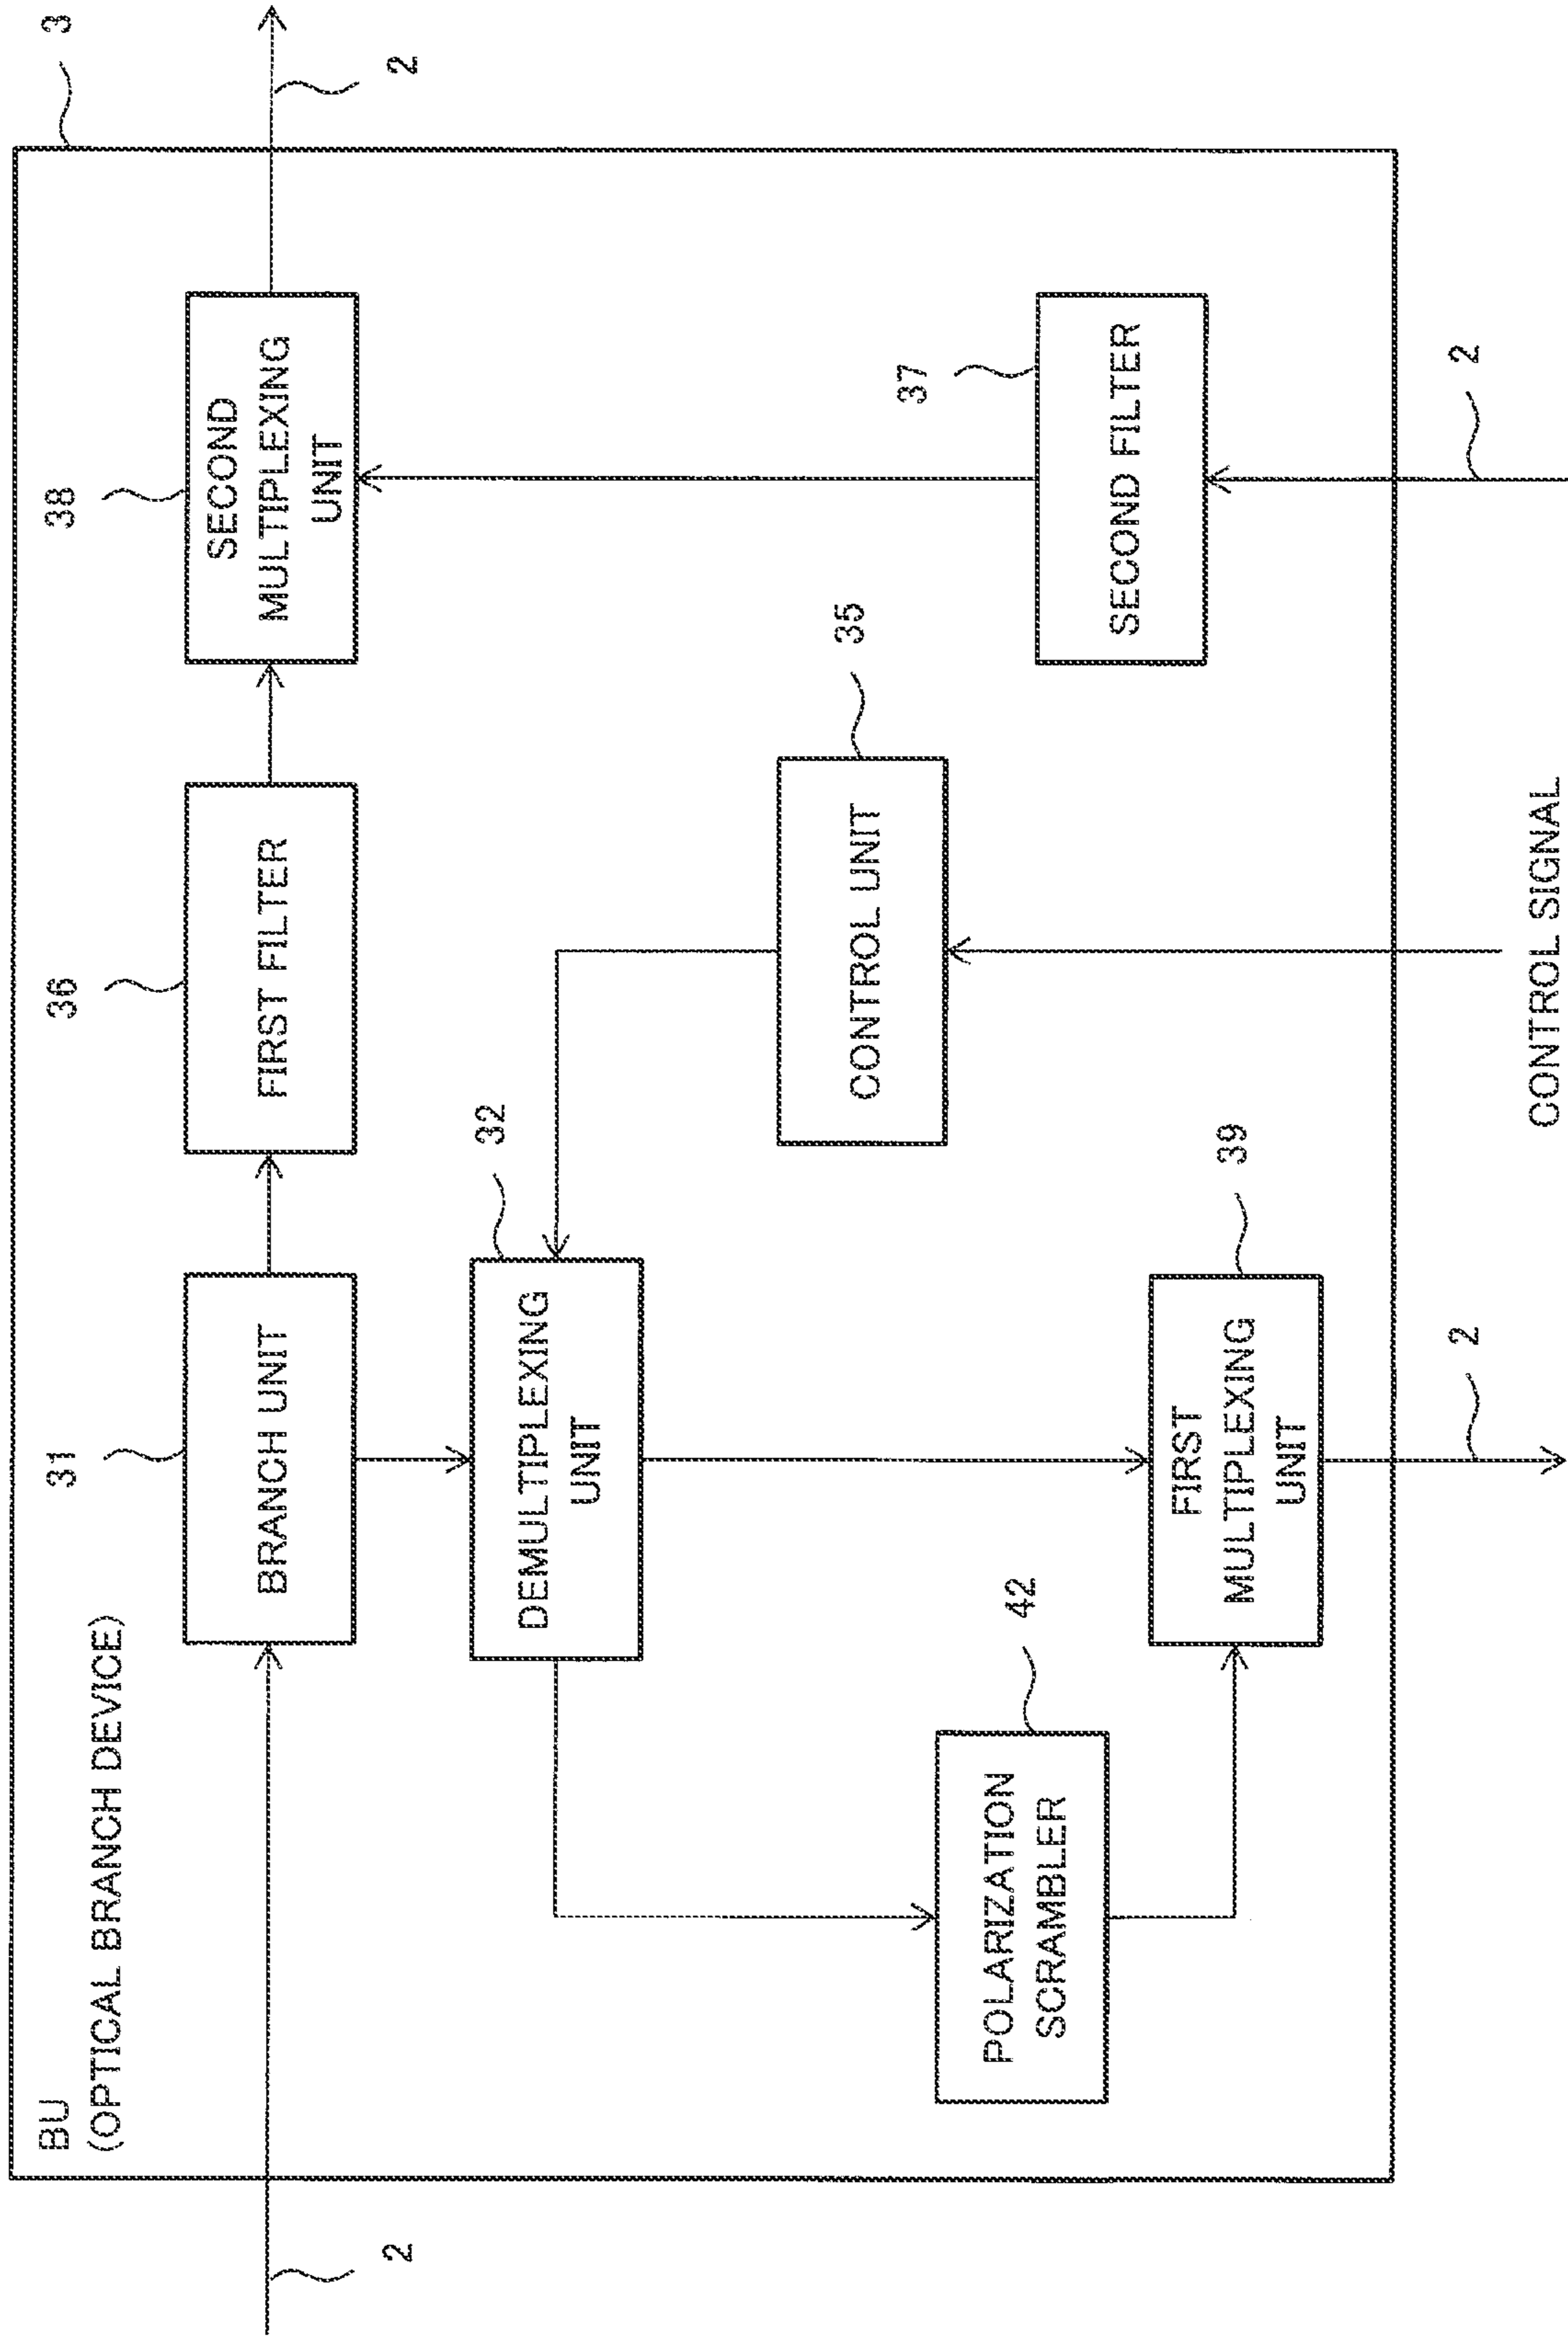 BU
(OPTICAL BRANCH DEVICE)
3
2
31
BRANCH UNIT
36
FIRST FILTER
38
SECOND
MULTIPLEXING
UNIT
2
32
DEMULTIPLEXING
UNIT
35
CONTROL UNIT
42
POLARIZATION
SCRAMBLER
39
FIRST
MULTIPLEXING
UNIT
37
SECOND FILTER
2
CONTROL SIGNAL
2